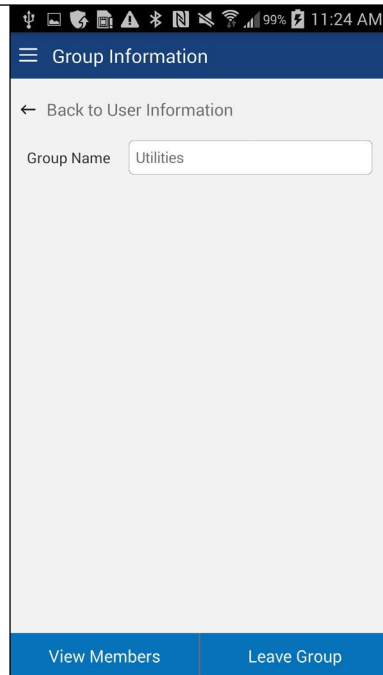 99% 11:24 AM
Group Information
Back to User Information
Group Name Utilities
View Members Leave Group